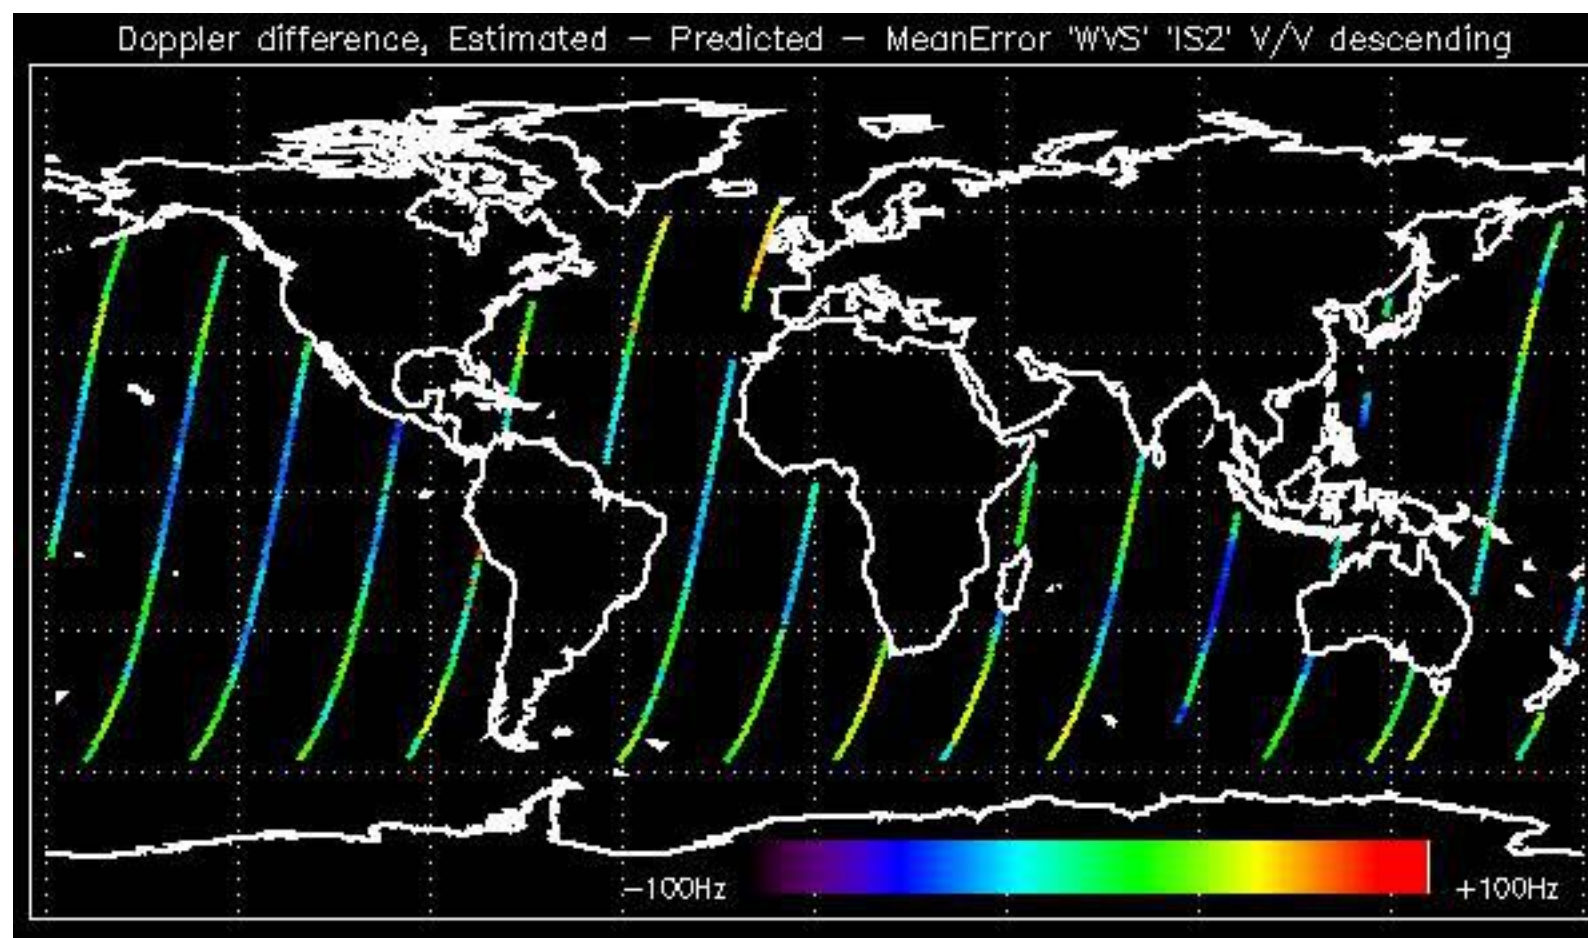 Doppler difference, Estimated – Predicted – MeanError 'WVS' 'IS2' V/V descending
−100Hz +100Hz